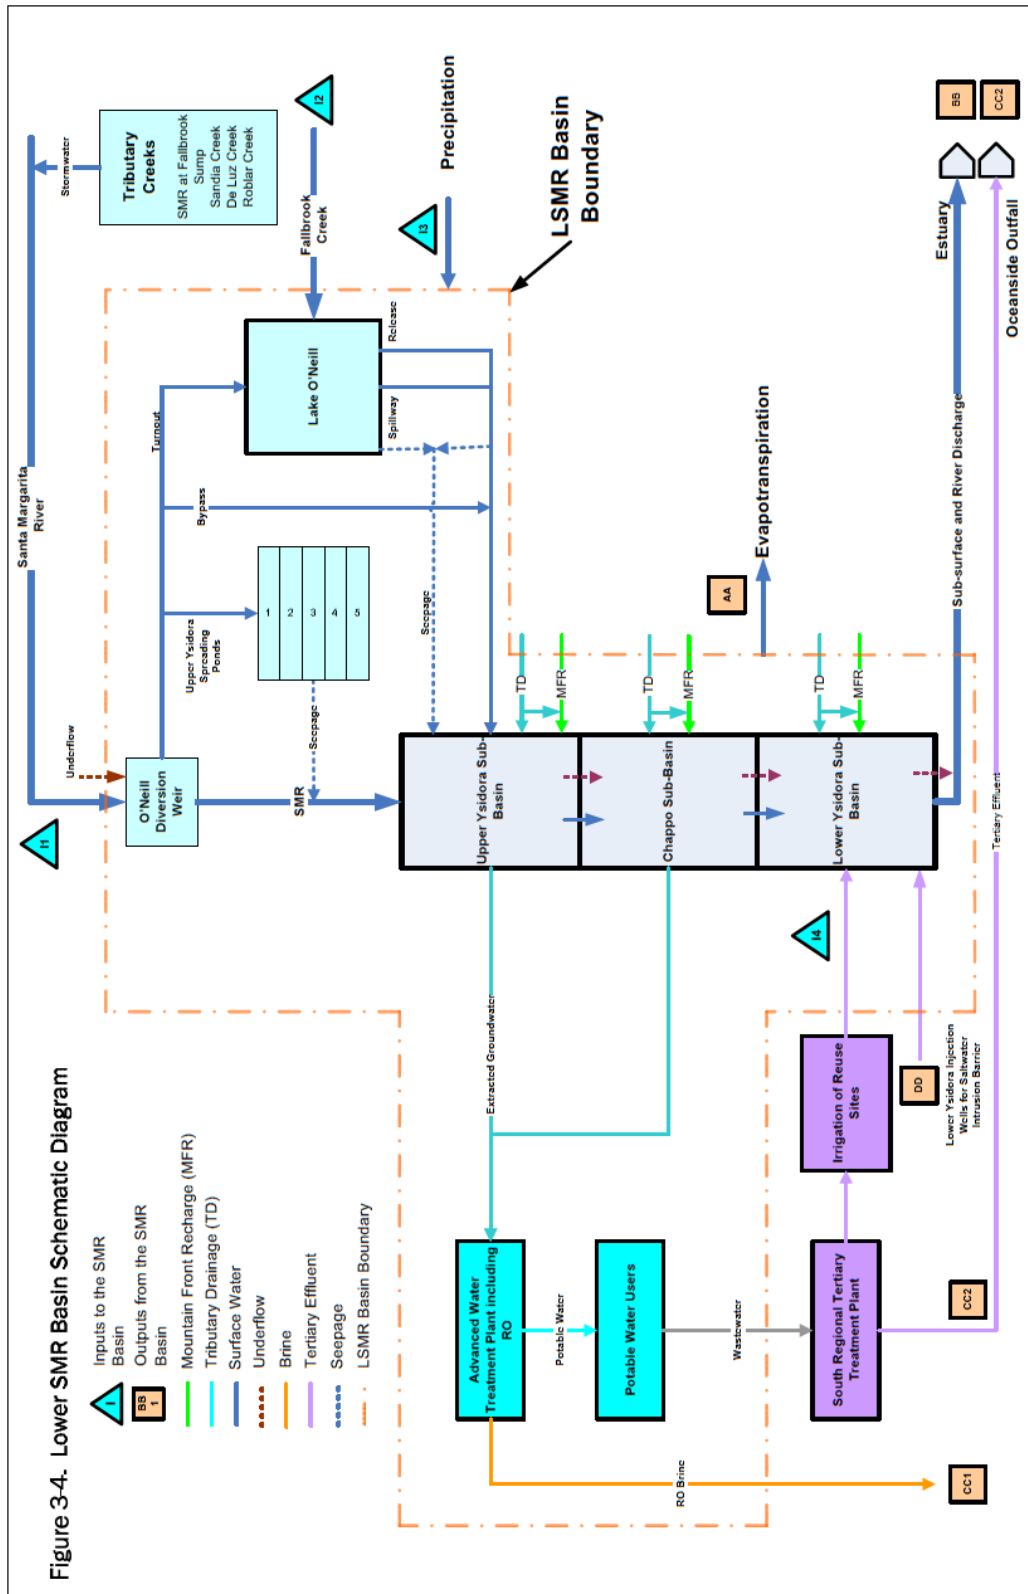 Figure 3-4. Lower SMR Basin Schematic Diagram
I
Inputs to the SMR
Basin
BB
1
Outputs from the SMR
Basin
Mountain Front Recharge (MFR)
Tributary Drainage (TD)
Surface Water
Underflow
Brine
Tertiary Effluent
Seepage
LSMR Basin Boundary
I1
Santa Margarita
River
Stormwater
Tributary
Creeks
SMR at Fallbrook
Sump
Sandia Creek
De Luz Creek
Roblar Creek
Underflow
O'Neill
Diversion
Weir
Turnout
Upper Ysidora
Spreading
Ponds
1
2
3
4
5
Seepage
Bypass
Lake O'Neill
Spillway
Release
Fallbrook
Creek
I2
I3
Precipitation
LSMR Basin
Boundary
SMR
Seepage
Upper Ysidora Sub-
Basin
Chappo Sub-Basin
Lower Ysidora Sub-
Basin
TD
MFR
TD
MFR
TD
MFR
AA
Evapotranspiration
Extracted Groundwater
Advanced Water
Treatment Plant including
RO
Potable Water
Potable Water Users
Wastewater
South Regional Tertiary
Treatment Plant
Irrigation of Reuse
Sites
I4
DD
Lower Ysidora Injection
Wells for Saltwater
Intrusion Barrier
RO Brine
CC1
CC2
Tertiary Effluent
Sub-surface and River Discharge
Estuary
BB
CC2
Oceanside Outfall